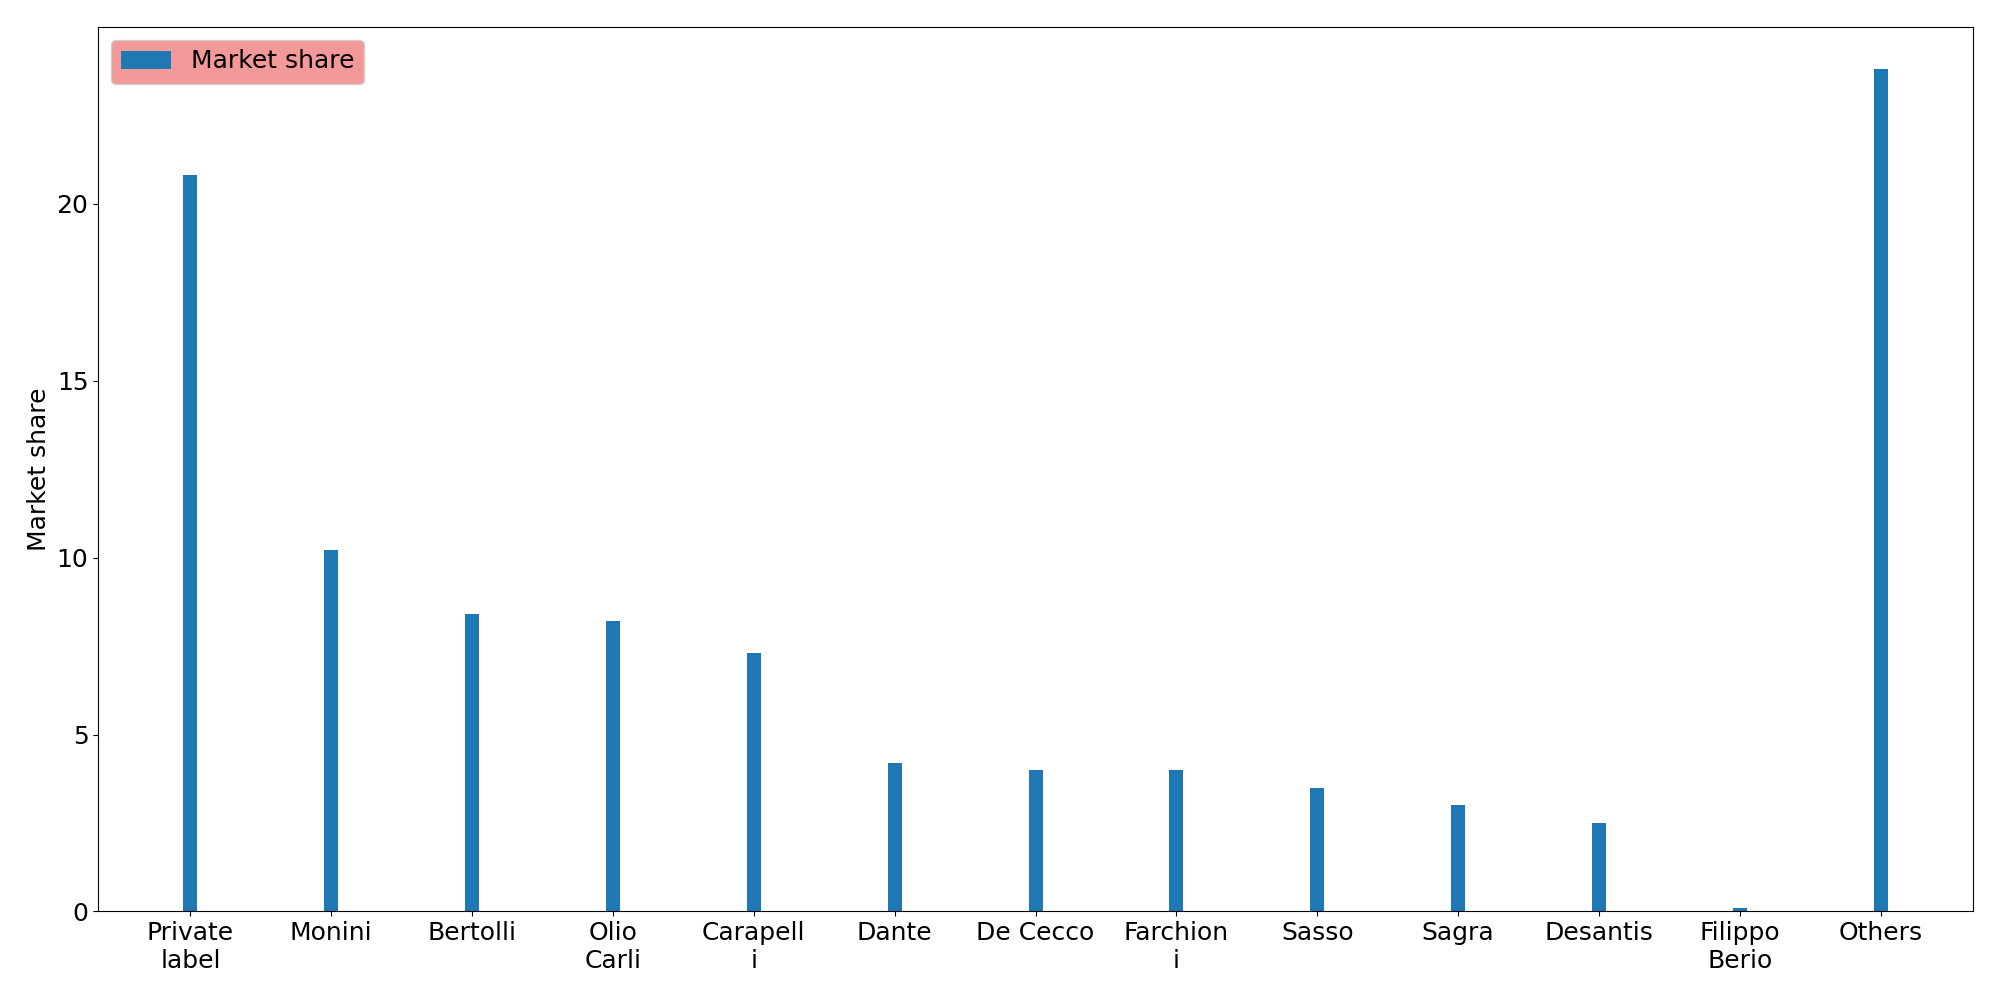 Market share
Market share
20
15
10
5
0
Private
label
Monini
Bertolli
Olio
Carli
Carapell
i
Dante
De Cecco
Farchion
i
Sasso
Sagra
Desantis
Filippo
Berio
Others